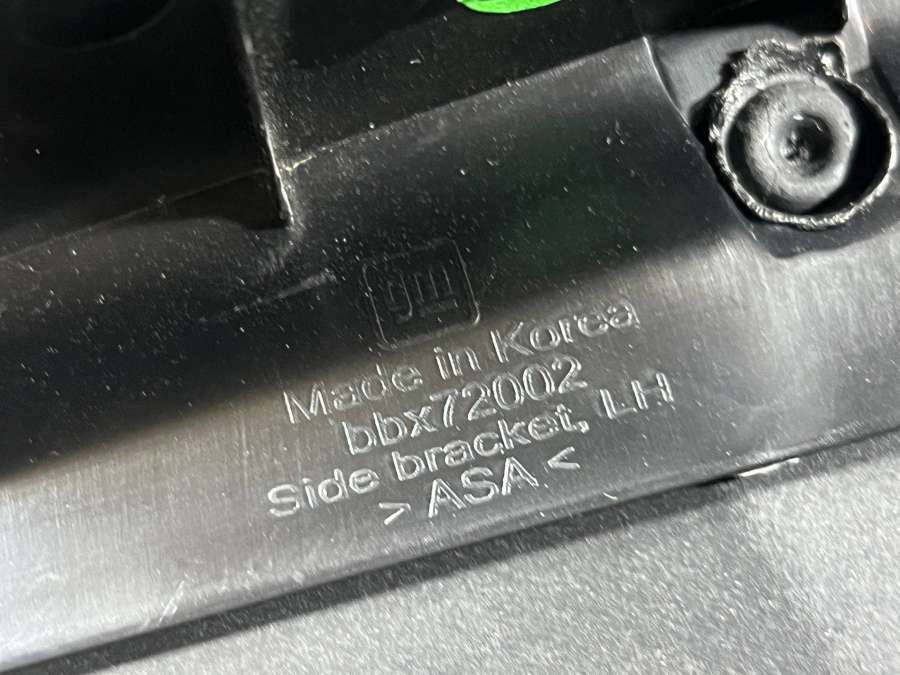 gm
Made in Korea
bbx72002
Side bracket, LH
>ASA<